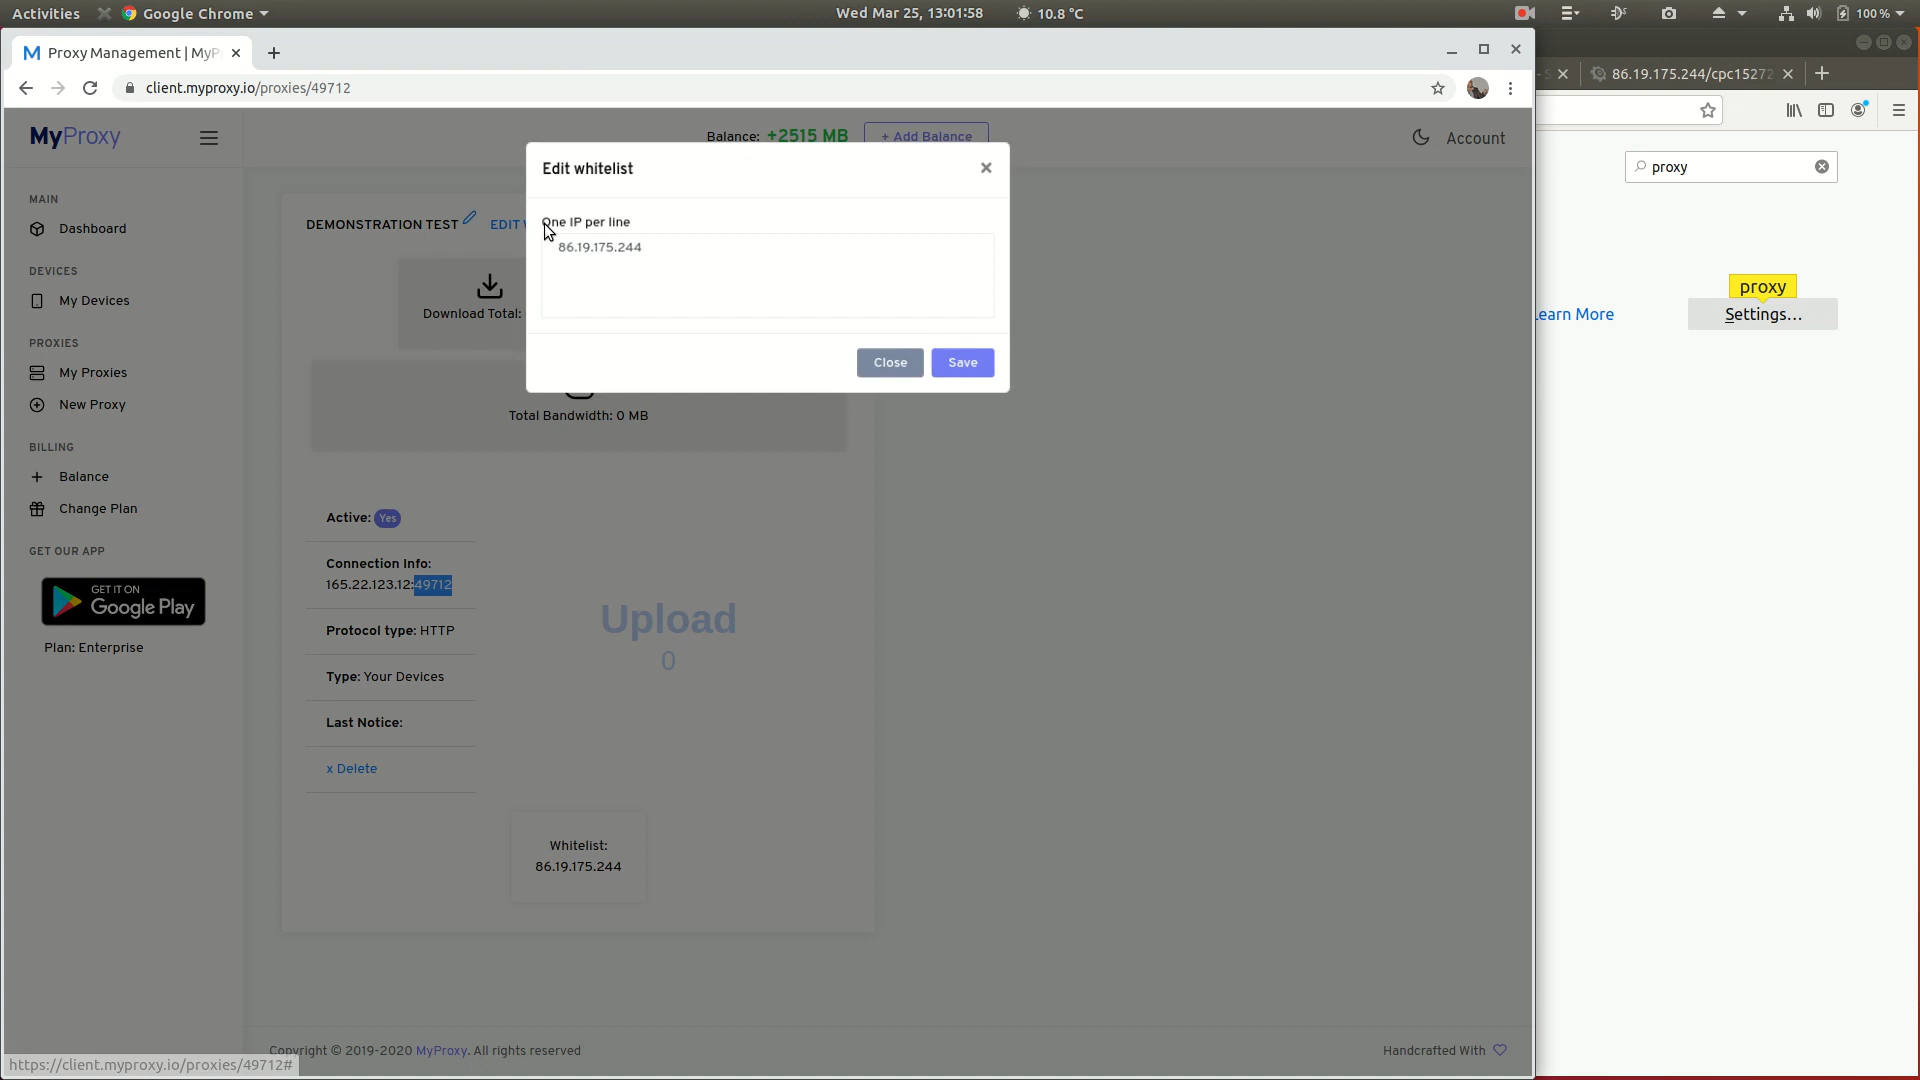 Activities Google Chrome Wed Mar 25, 13:01:58 10.8 °C 100 %
Proxy Management | MyP
86.19.175.244/cpc15272
client.myproxy.io/proxies/49712
MyProxy
Balance: +2515 MB + Add Balance
Account
MAIN
Dashboard
DEVICES
My Devices
PROXIES
My Proxies
New Proxy
BILLING
Balance
Change Plan
GET OUR APP
GET IT ON
Google Play
Plan: Enterprise
DEMONSTRATION TEST EDIT
Download Total:
Total Bandwidth: 0 MB
Edit whitelist
One IP per line
86.19.175.244
Close Save
Active: Yes
Connection Info:
165.22.123.12:49712
Protocol type: HTTP
Type: Your Devices
Last Notice:
x Delete
Upload
0
Whitelist:
86.19.175.244
Copyright © 2019-2020 MyProxy. All rights reserved
Handcrafted With
https://client.myproxy.io/proxies/49712#
proxy
proxy
Learn More
Settings...